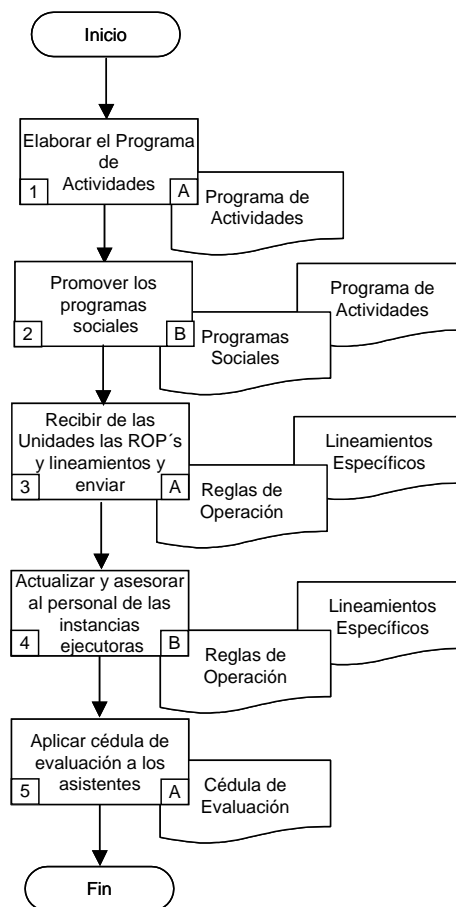 Inicio
Elaborar el Programa
de
Actividades
1
A
Programa de
Actividades
Promover los
programas
sociales
2
B
Programas
Sociales
Programa de
Actividades
Recibir de las
Unidades las ROP´s
y lineamientos y
enviar
3
A
Reglas de
Operación
Lineamientos
Específicos
Actualizar y asesorar
al personal de las
instancias
ejecutoras
4
B
Reglas de
Operación
Lineamientos
Específicos
Aplicar cédula de
evaluación a los
asistentes
5
A
Cédula de
Evaluación
Fin